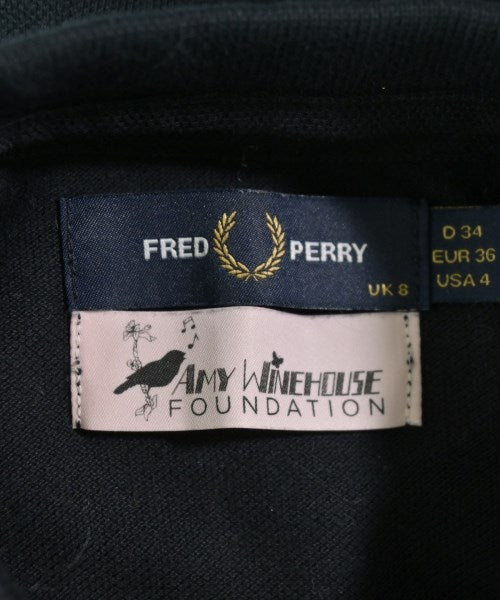 FRED PERRY
UK 8
D 34
EUR 36
USA 4
AMY WINEHOUSE
FOUNDATION